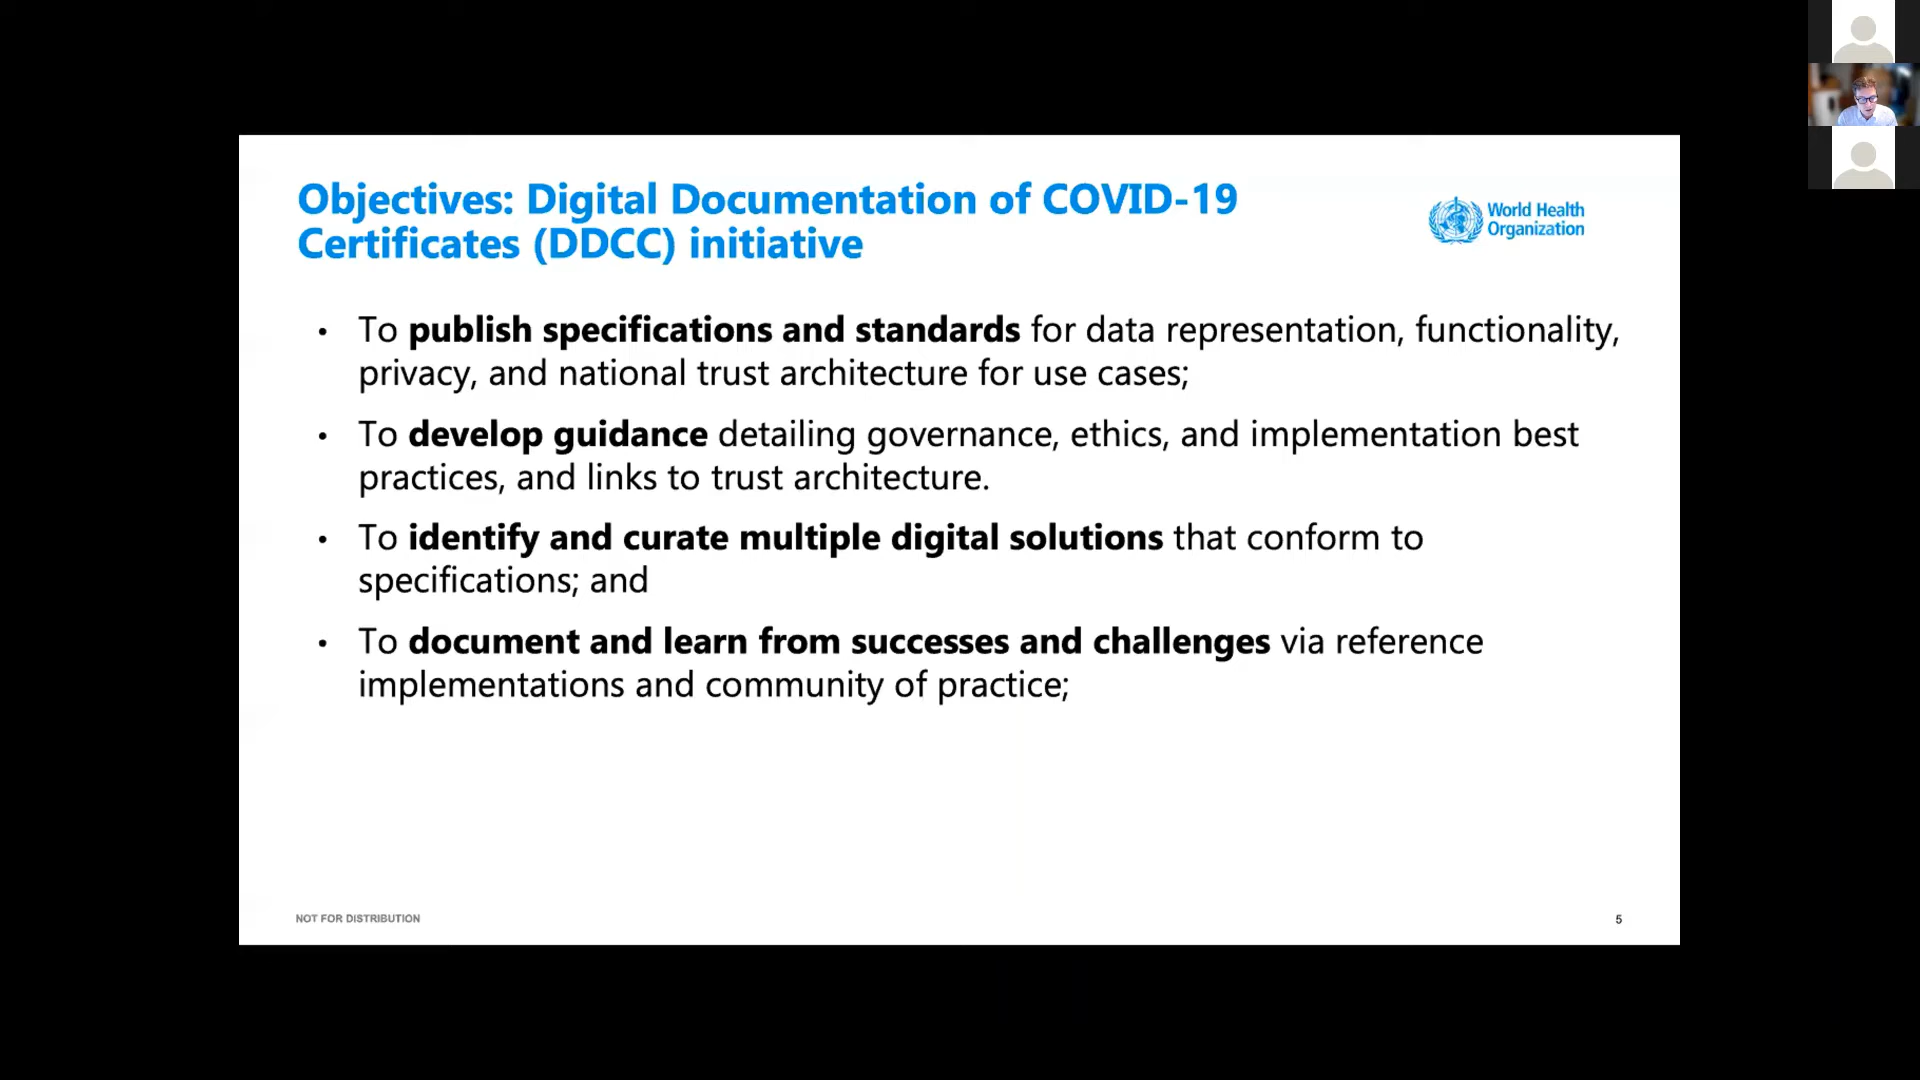 Objectives: Digital Documentation of COVID-19
Certificates (DDCC) initiative
World Health
Organization
• To publish specifications and standards for data representation, functionality,
privacy, and national trust architecture for use cases;
• To develop guidance detailing governance, ethics, and implementation best
practices, and links to trust architecture.
• To identify and curate multiple digital solutions that conform to
specifications; and
• To document and learn from successes and challenges via reference
implementations and community of practice;
NOT FOR DISTRIBUTION
5